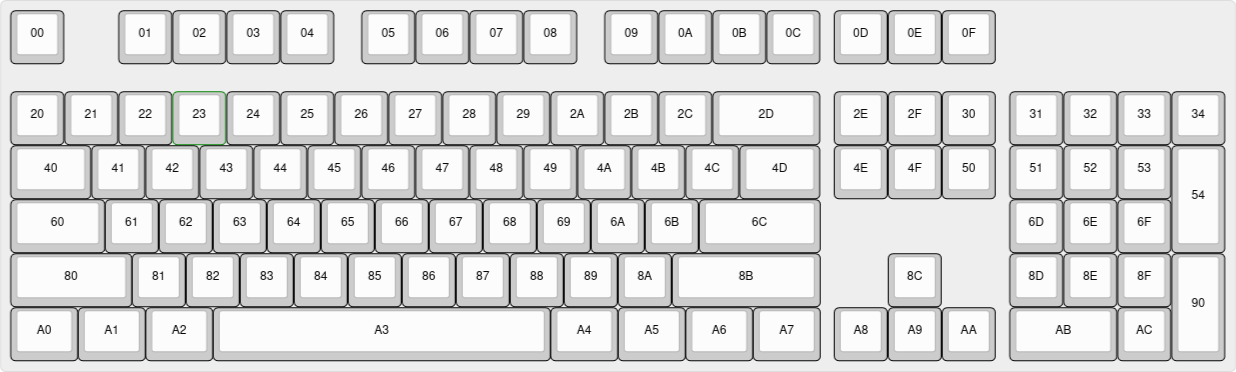 00 01 02 03 04 05 06 07 08 09 0A 0B 0C 0D 0E 0F
20 21 22 23 24 25 26 27 28 29 2A 2B 2C 2D 2E 2F 30 31 32 33 34
40 41 42 43 44 45 46 47 48 49 4A 4B 4C 4D 4E 4F 50 51 52 53
54
60 61 62 63 64 65 66 67 68 69 6A 6B 6C 6D 6E 6F
80 81 82 83 84 85 86 87 88 89 8A 8B 8C 8D 8E 8F
90
A0 A1 A2 A3 A4 A5 A6 A7 A8 A9 AA AB AC